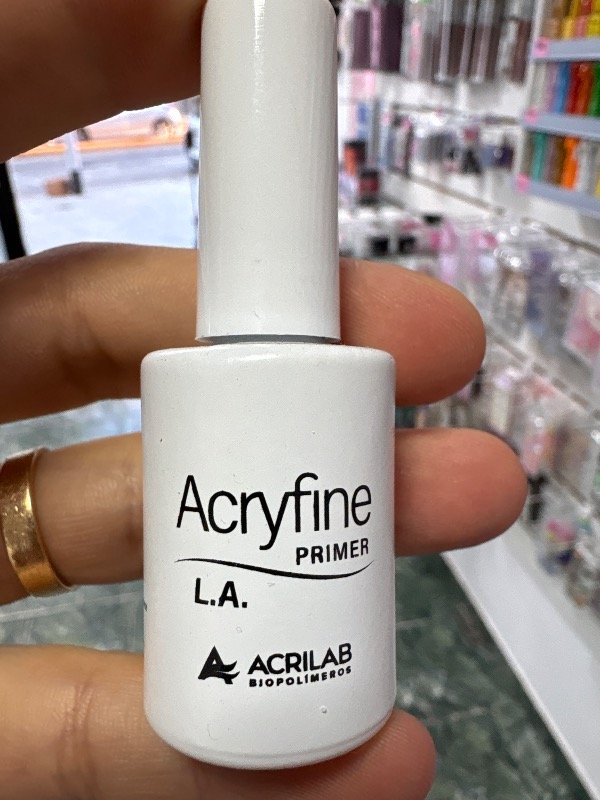 Acryfine
PRIMER
L.A.
ACRILAB
BIOPOLÍMEROS